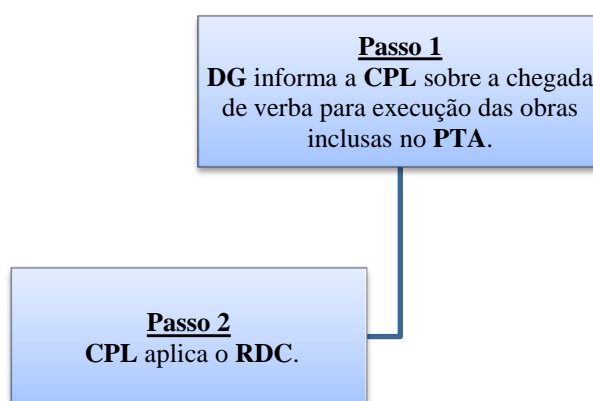 Passo 1
DG informa a CPL sobre a chegada
de verba para execução das obras
inclusas no PTA.
Passo 2
CPL aplica o RDC.